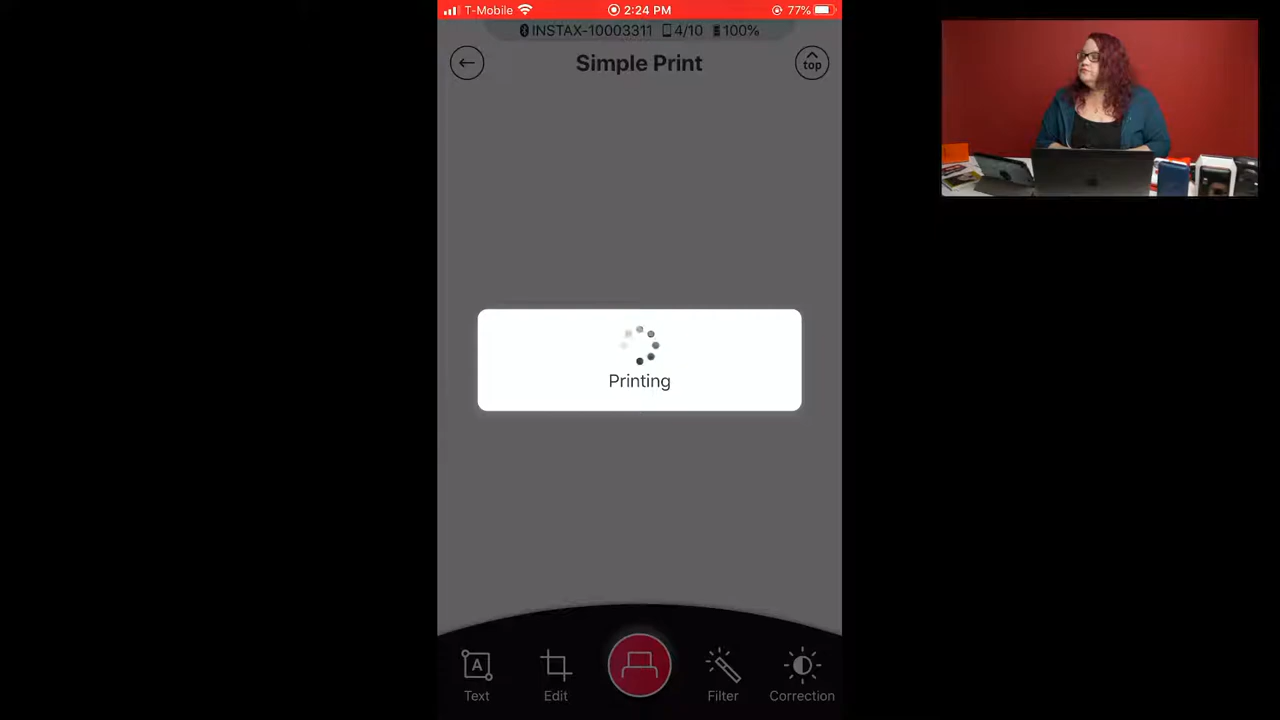 T-Mobile 2:24 PM 77%
INSTAX-10003311 4/10 100%
Simple Print
top
Printing
A
Text Edit Filter Correction